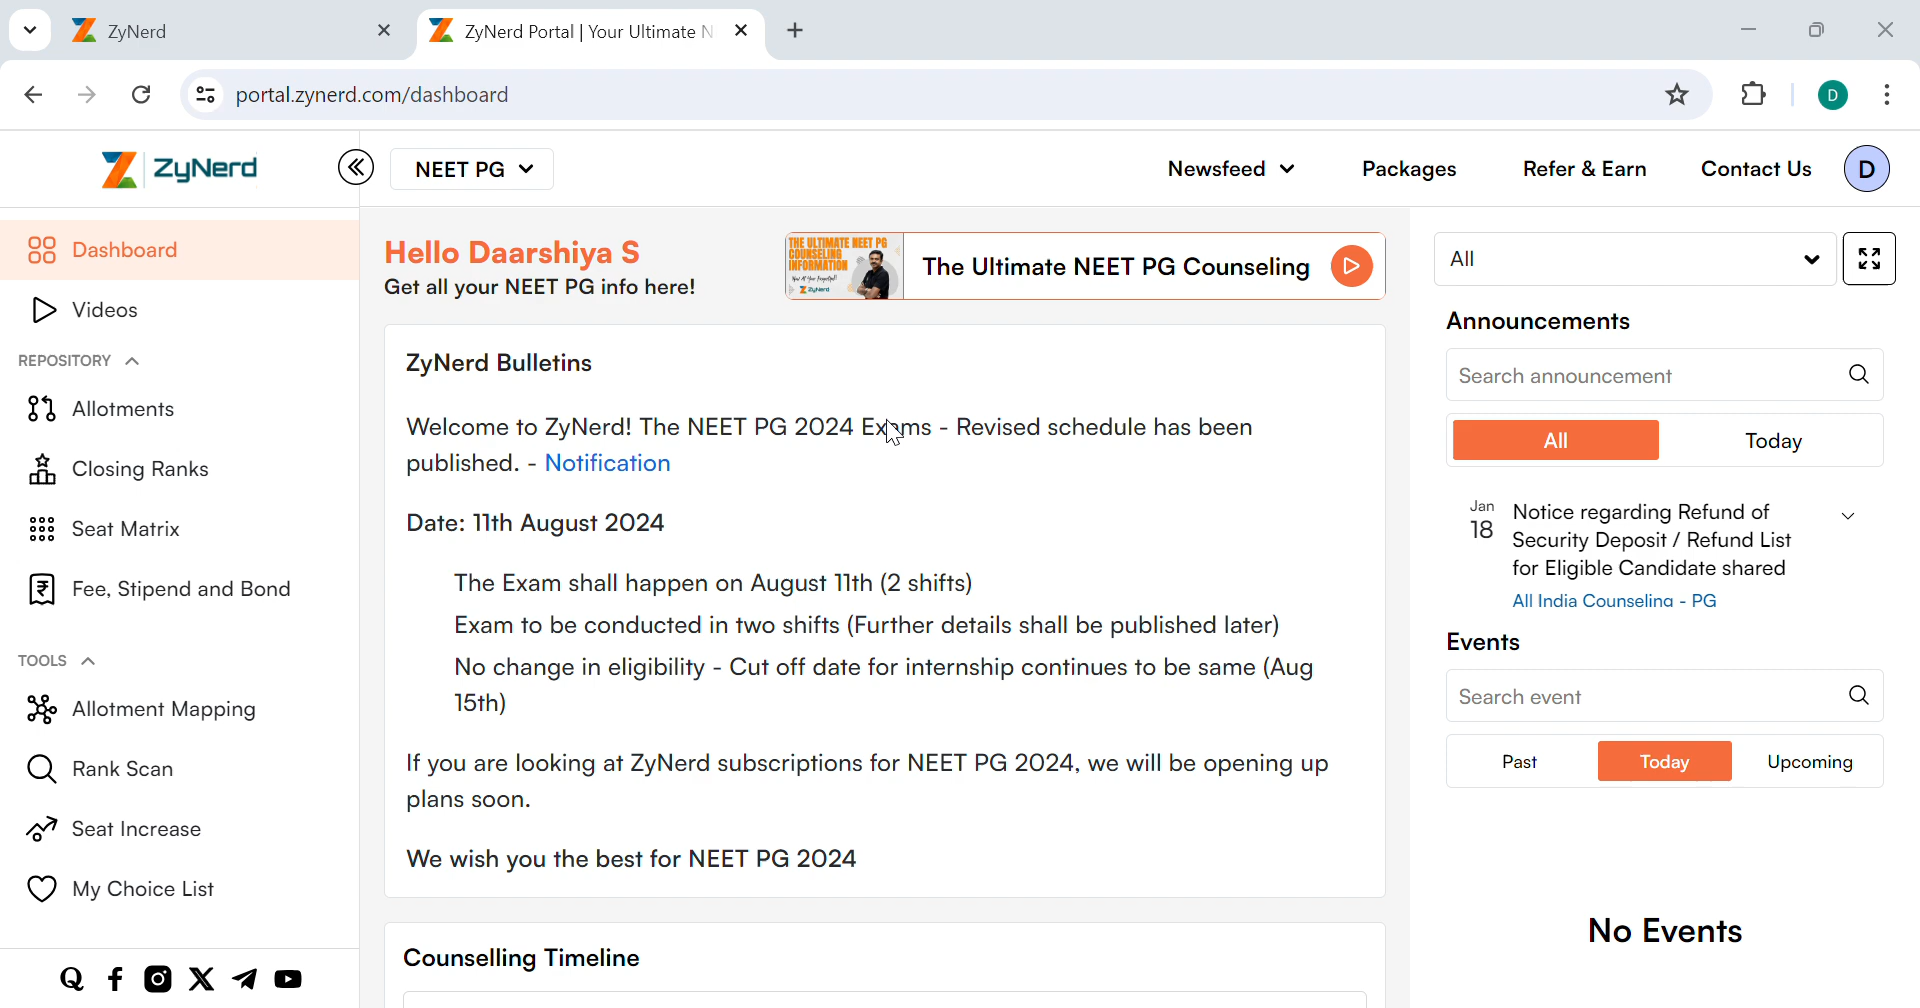 ZyNerd
ZyNerd Portal | Your Ultimate N
portal.zynerd.com/dashboard
D
ZyNerd
NEET PG
Newsfeed
Packages
Refer & Earn
Contact Us
D
Dashboard
Videos
REPOSITORY
Allotments
Closing Ranks
Seat Matrix
Fee, Stipend and Bond
TOOLS
Allotment Mapping
Rank Scan
Seat Increase
My Choice List
Hello Daarshiya S
Get all your NEET PG info here!
THE ULTIMATE NEET PG
COUNSELING
INFORMATION
ZyNerd
The Ultimate NEET PG Counseling
ZyNerd Bulletins
Welcome to ZyNerd! The NEET PG 2024 Exams - Revised schedule has been
published. - Notification
Date: 11th August 2024
The Exam shall happen on August 11th (2 shifts)
Exam to be conducted in two shifts (Further details shall be published later)
No change in eligibility - Cut off date for internship continues to be same (Aug
15th)
If you are looking at ZyNerd subscriptions for NEET PG 2024, we will be opening up
plans soon.
We wish you the best for NEET PG 2024
Counselling Timeline
All
Announcements
Search announcement
All
Today
Jan
18
Notice regarding Refund of
Security Deposit / Refund List
for Eligible Candidate shared
All India Counseling - PG
Events
Search event
Past
Today
Upcoming
No Events